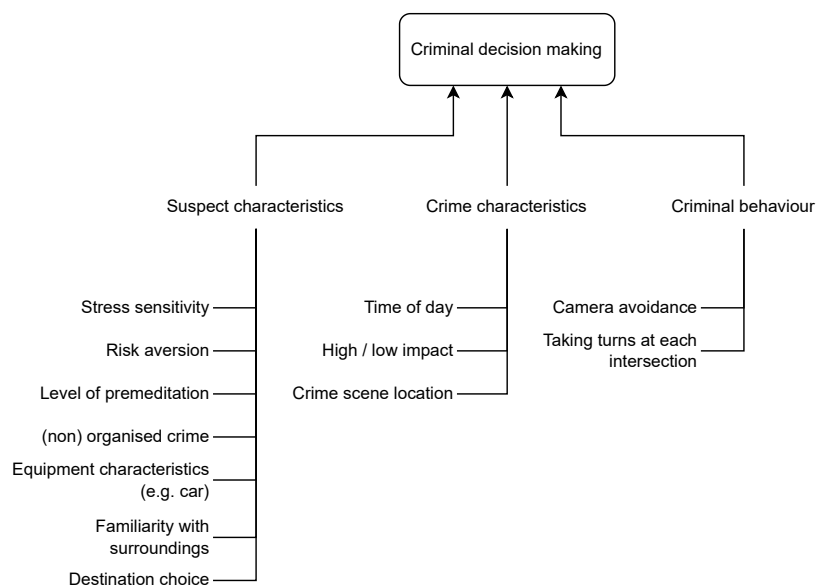 Criminal decision making
Suspect characteristics
Crime characteristics
Criminal behaviour
Stress sensitivity
Risk aversion
Level of premeditation
(non) organised crime
Equipment characteristics
(e.g. car)
Familiarity with
surroundings
Destination choice
Time of day
High / low impact
Crime scene location
Camera avoidance
Taking turns at each
intersection